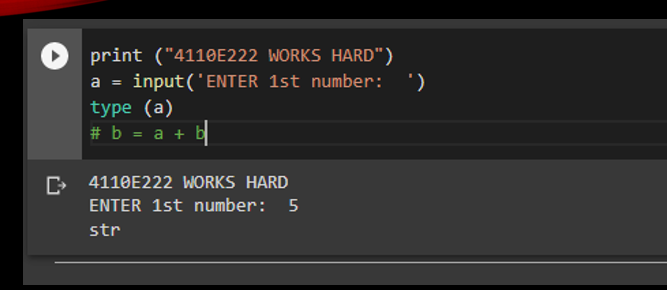 print ("4110E222 WORKS HARD")
a = input('ENTER 1st number:  ')
type (a)
# b = a + b
4110E222 WORKS HARD
ENTER 1st number:  5
str